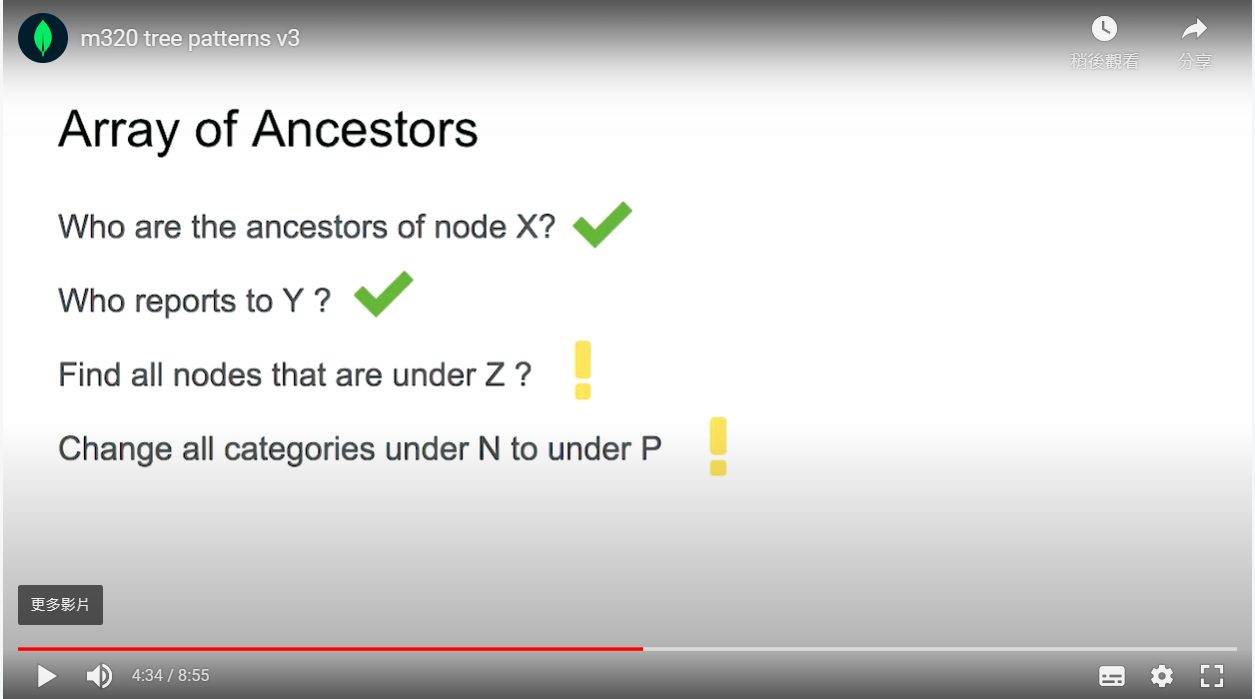 m320 tree patterns v3
稍後觀看
分享
Array of Ancestors
Who are the ancestors of node X?
Who reports to Y ?
Find all nodes that are under Z ?
Change all categories under N to under P
更多影片
4:34 / 8:55